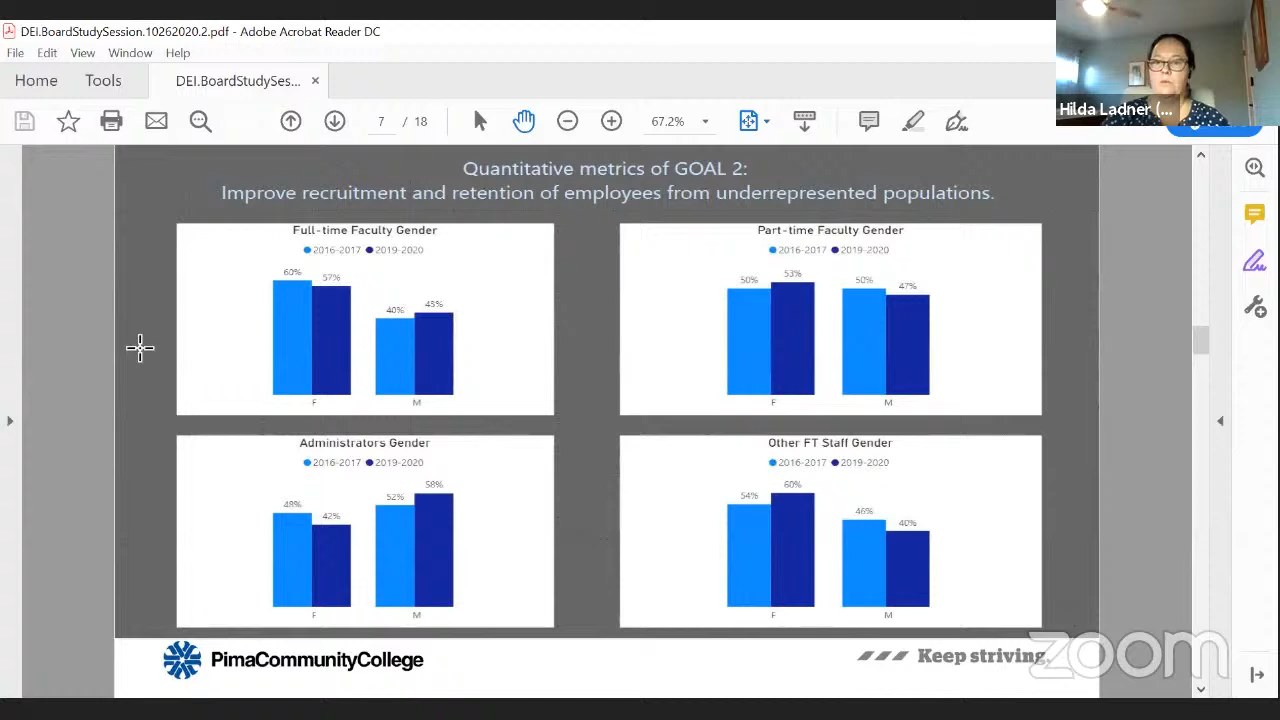 DEI.BoardStudySession.10262020.2.pdf - Adobe Acrobat Reader DC
File Edit View Window Help
Home Tools DEI.BoardStudySes... ×
7 / 18 67.2%
Hilda Ladner (...
Quantitative metrics of GOAL 2:
Improve recruitment and retention of employees from underrepresented populations.
Full-time Faculty Gender
2016-2017 2019-2020
60% 57% 40% 43%
F M
Part-time Faculty Gender
2016-2017 2019-2020
50% 53% 50% 47%
F M
Administrators Gender
2016-2017 2019-2020
48% 42% 52% 58%
F M
Other FT Staff Gender
2016-2017 2019-2020
54% 60% 46% 40%
F M
PimaCommunityCollege
Keep striving.
zoom